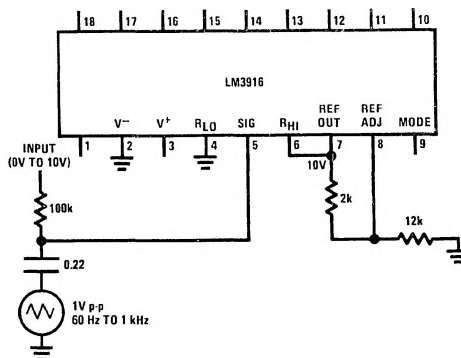 18 17 16 15 14 13 12 11 10
LM3916
V⁻ V⁺ RLO SIG RHI REF OUT REF ADJ MODE
1 2 3 4 5 6 7 8 9
INPUT
(0V TO 10V)
10V
100k
2k
12k
0.22
1V p-p
60 Hz TO 1 kHz